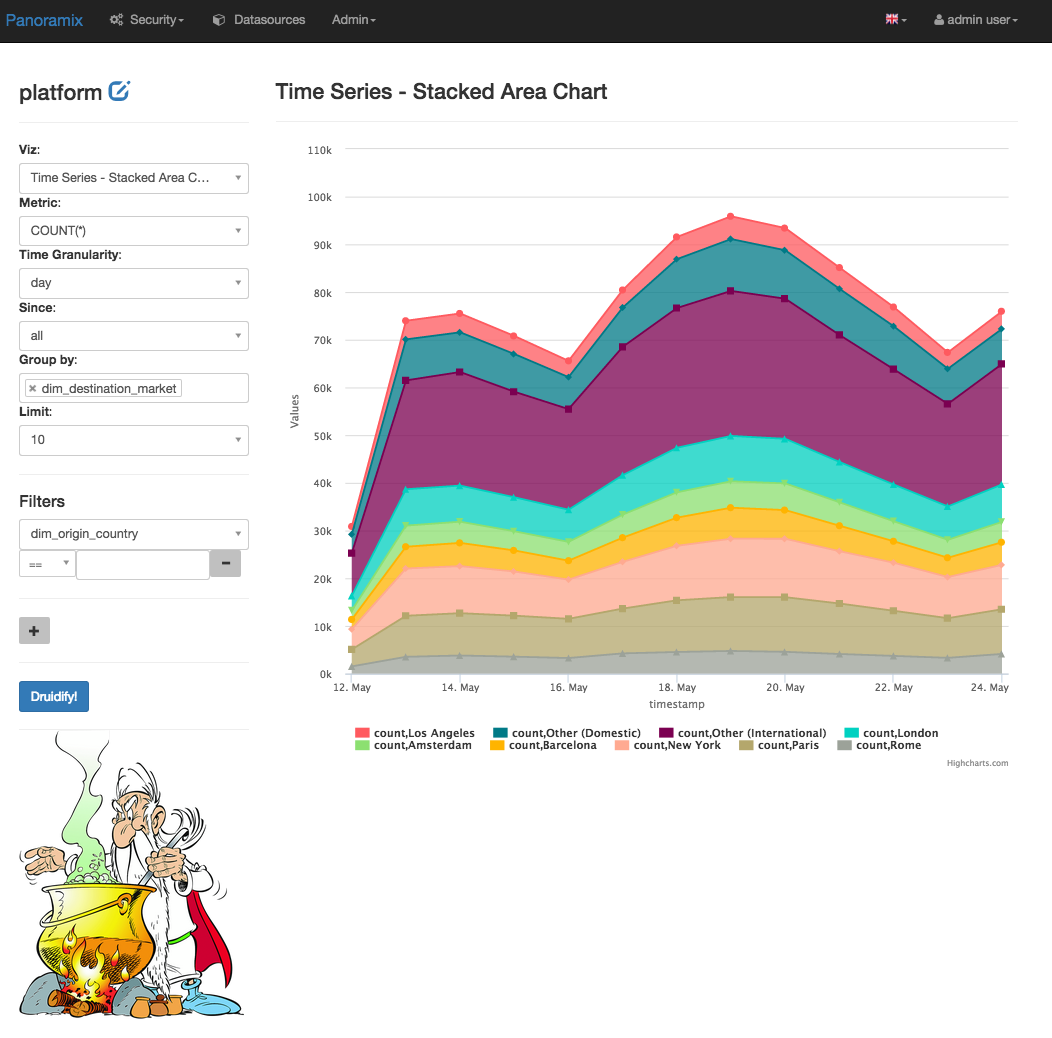 Panoramix Security Datasources Admin admin user
platform
Viz:
Time Series - Stacked Area C...
Metric:
COUNT(*)
Time Granularity:
day
Since:
all
Group by:
✖ dim_destination_market
Limit:
10
Filters
dim_origin_country
==
-
+
Druidify!
Time Series - Stacked Area Chart
110k
100k
90k
80k
70k
60k
50k
40k
30k
20k
10k
0k
Values
12. May 14. May 16. May 18. May 20. May 22. May 24. May
timestamp
count,Los Angeles count,Other (Domestic) count,Other (International) count,London
count,Amsterdam count,Barcelona count,New York count,Paris count,Rome
Highcharts.com